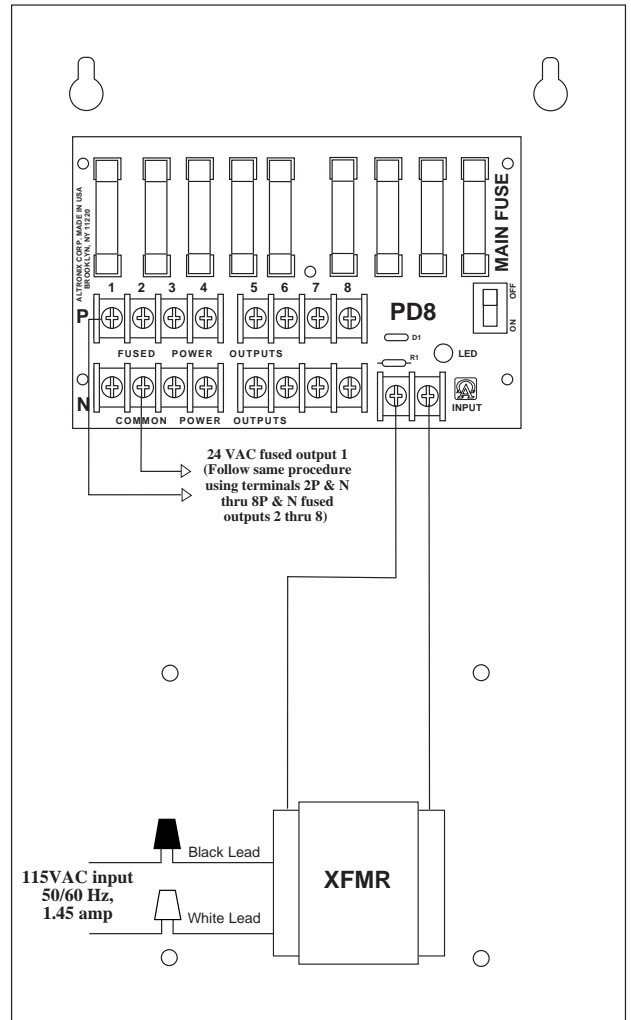 ALTRONIX CORP. MADE IN USA
BROOKLYN, NY 11220
MAIN FUSE
1 2 3 4 5 6 7 8
P
PD8
OFF
ON
D1
FUSED POWER OUTPUTS
LED
R1
N
INPUT
COMMON POWER OUTPUTS
24 VAC fused output 1
(Follow same procedure
using terminals 2P & N
thru 8P & N fused
outputs 2 thru 8)
Black Lead
115VAC input
50/60 Hz,
1.45 amp
XFMR
White Lead